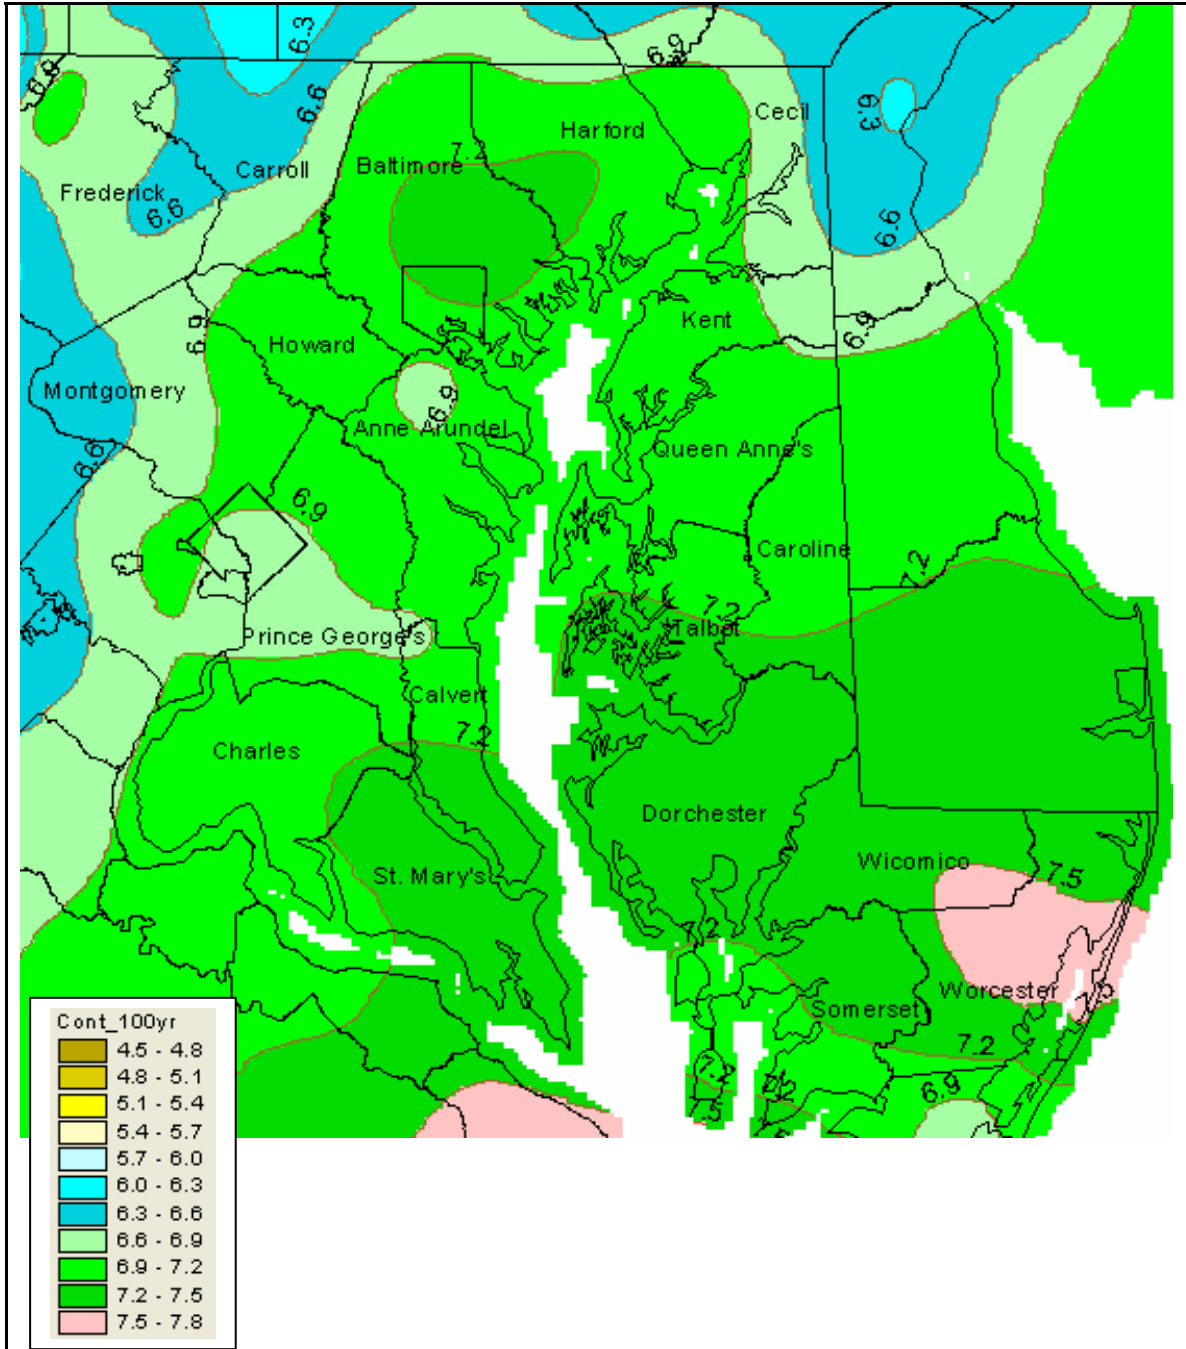 6.3
6.9
6.9
6.6
6.3
Cecil
Harford
7.2
Baltimore
Carroll
Frederick
6.6
6.6
Kent
6.9
6.9
Howard
Montgomery
6.9
Anne Arundel
Queen Anne's
6.6
6.9
Caroline
7.2
7.2
Talbot
Prince George's
Calvert
7.2
Charles
Dorchester
Wicomico
St. Mary's
7.5
7.2
Worcester
Somerset
7.2
7.2
7.2
6.9
7.5
Cont_100yr
4.5 - 4.8
4.8 - 5.1
5.1 - 5.4
5.4 - 5.7
5.7 - 6.0
6.0 - 6.3
6.3 - 6.6
6.6 - 6.9
6.9 - 7.2
7.2 - 7.5
7.5 - 7.8